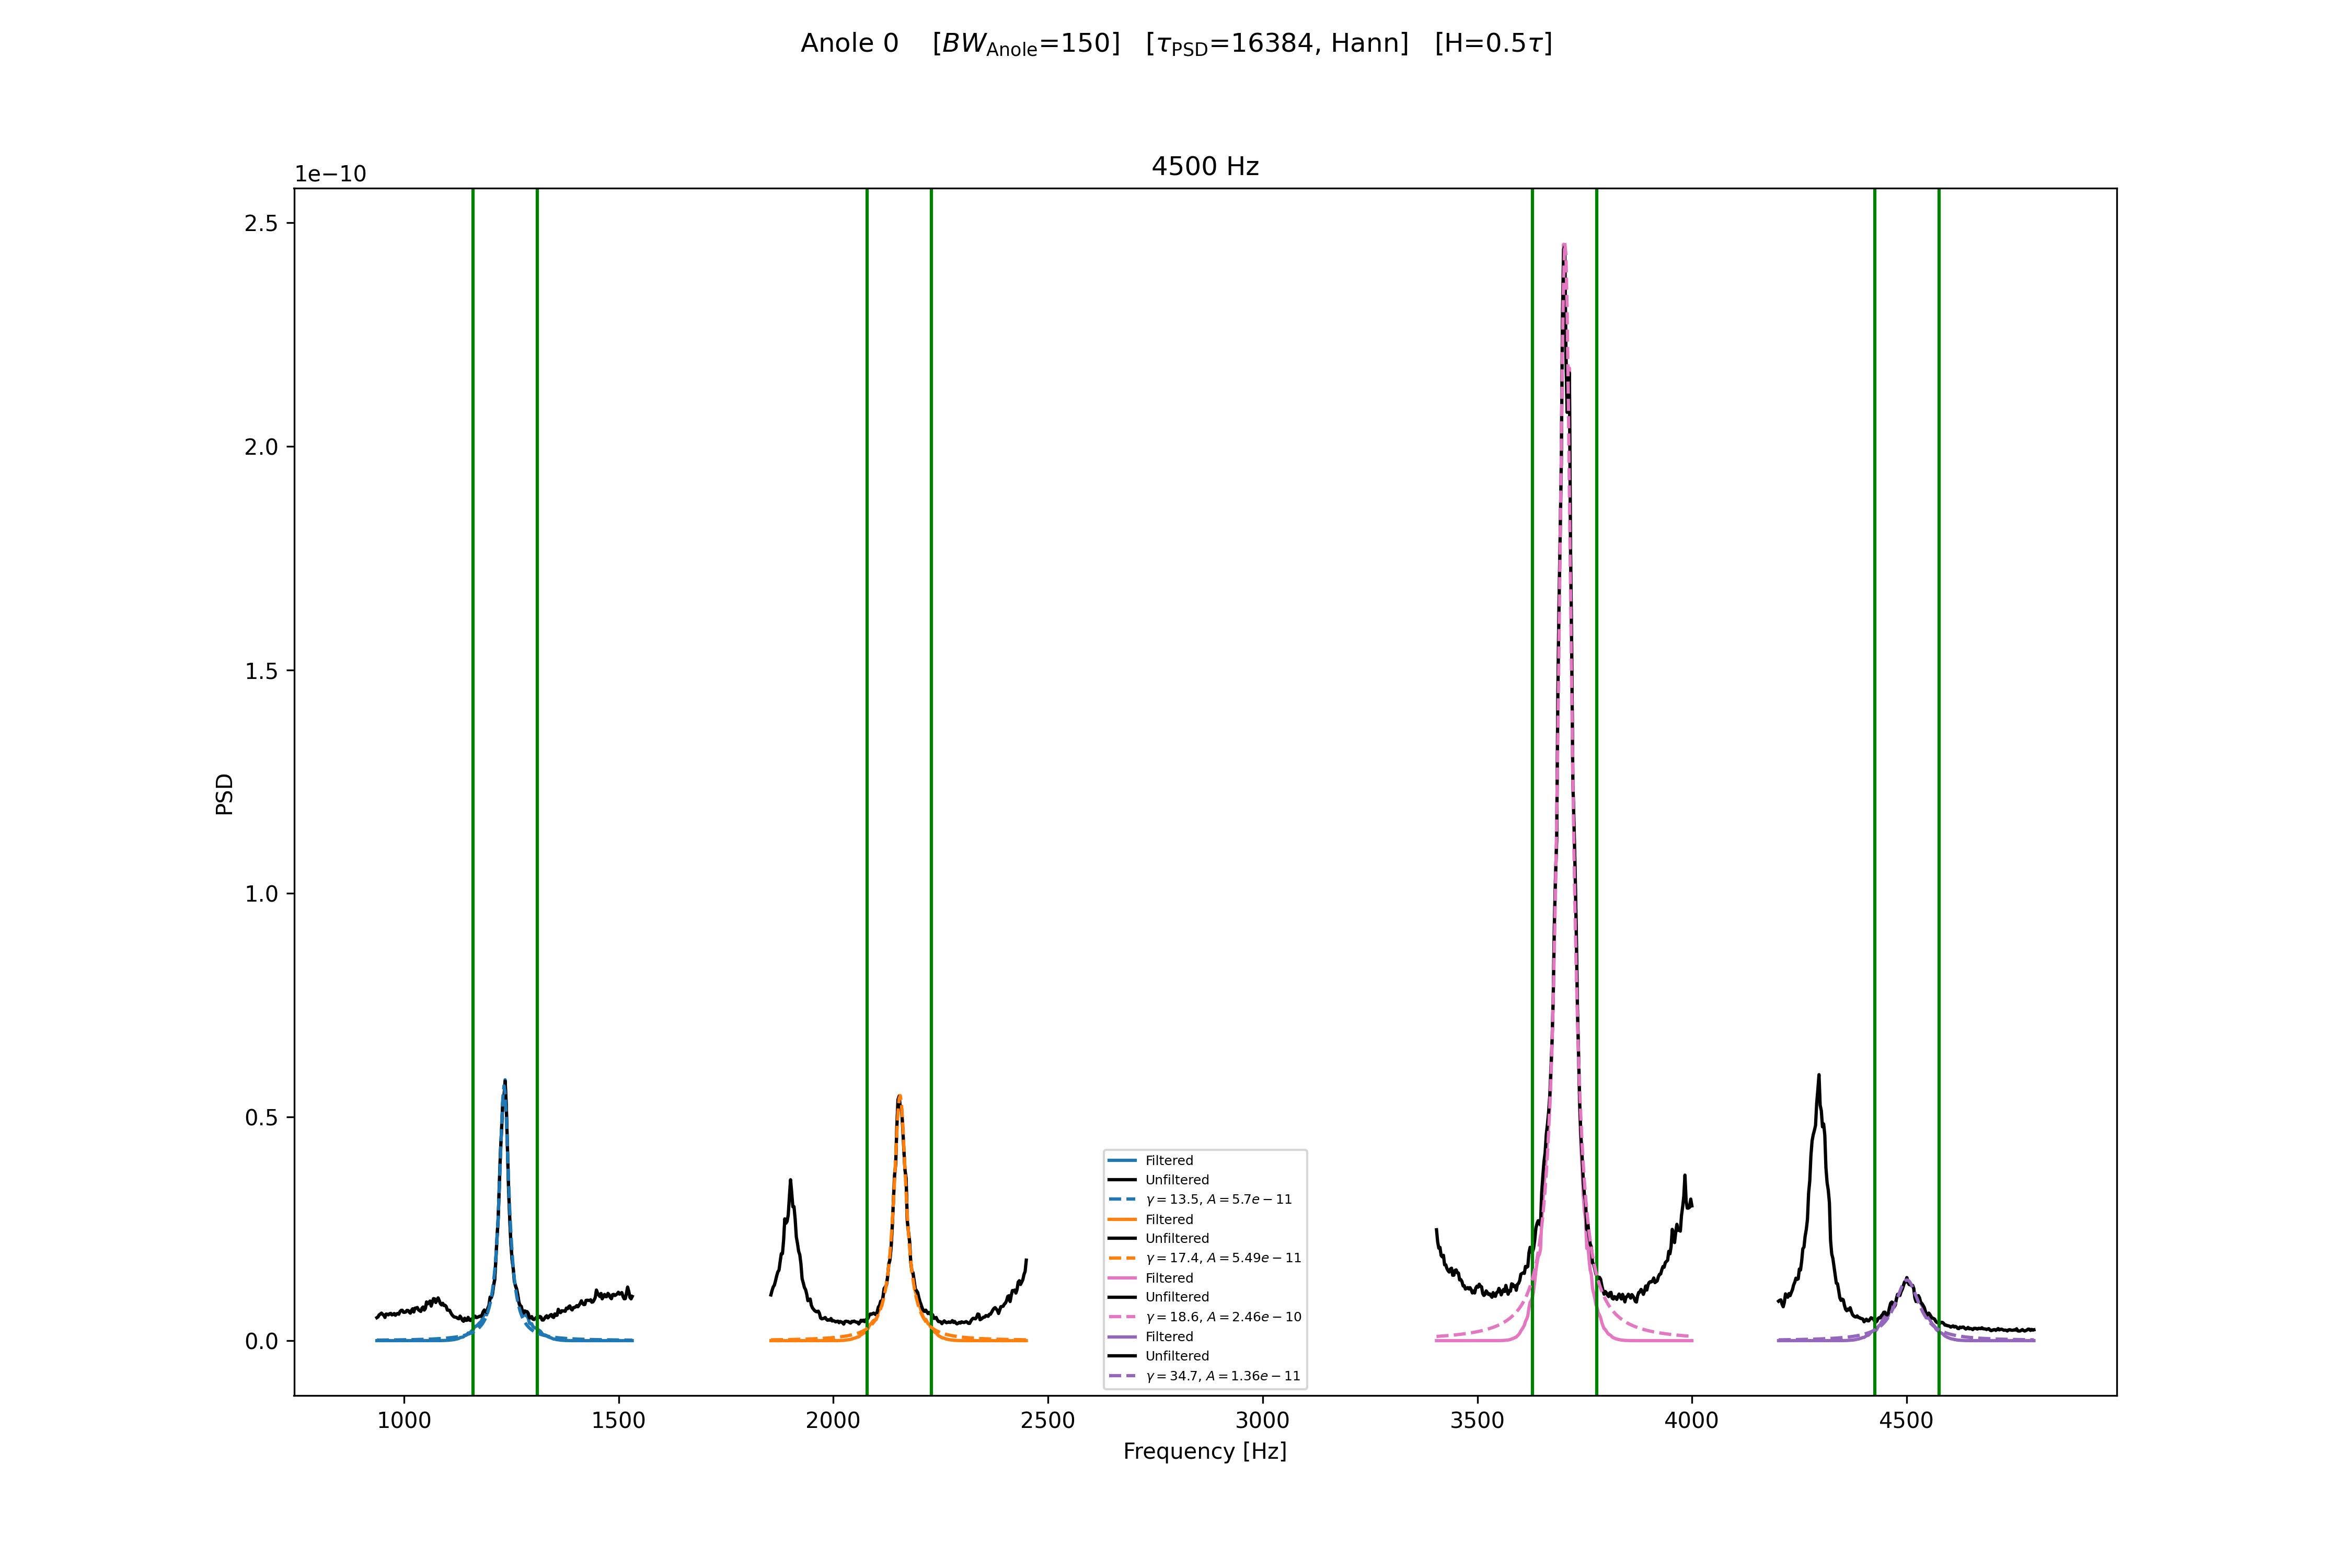 Anole 0 [BW_Anole=150] [τ_PSD=16384, Hann] [H=0.5τ]
4500 Hz
1e−10
2.5
2.0
1.5
1.0
0.5
0.0
PSD
Filtered
Unfiltered
γ = 13.5, A = 5.7e − 11
Filtered
Unfiltered
γ = 17.4, A = 5.49e − 11
Filtered
Unfiltered
γ = 18.6, A = 2.46e − 10
Filtered
Unfiltered
γ = 34.7, A = 1.36e − 11
1000 1500 2000 2500 3000 3500 4000 4500
Frequency [Hz]